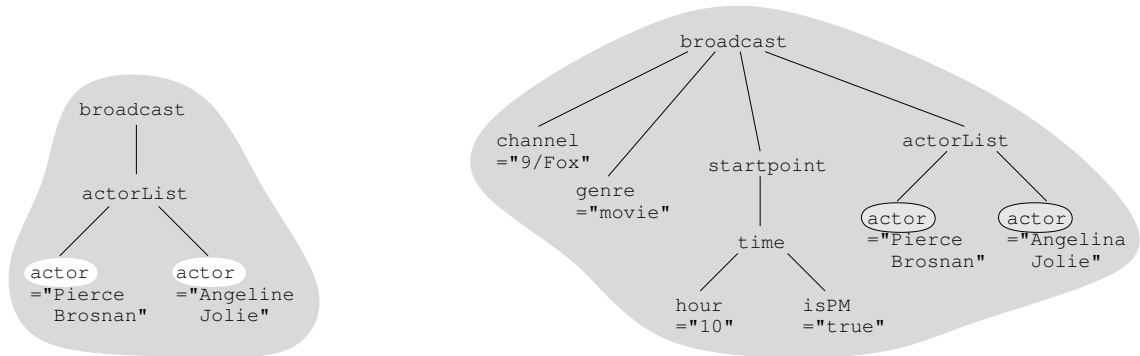 broadcast
actorList
actor actor
="Pierce ="Angeline
Brosnan" Jolie"
broadcast
channel
="9/Fox"
genre
="movie"
startpoint
time
hour
="10"
isPM
="true"
actorList
actor actor
="Pierce ="Angelina
Brosnan" Jolie"